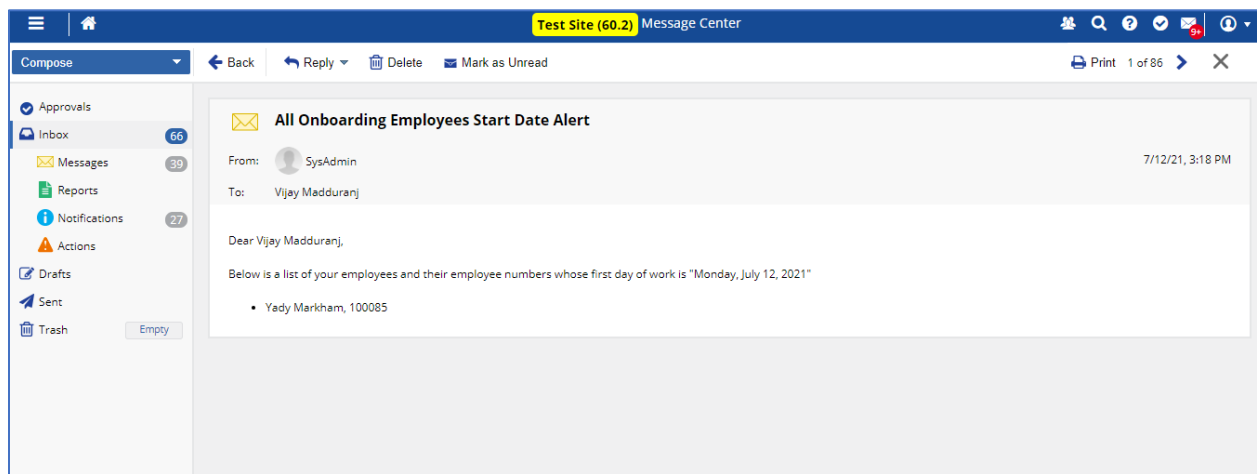 Test Site (60.2) Message Center
9+
Compose
Back Reply Delete Mark as Unread Print 1 of 86
Approvals
Inbox 66
Messages 39
Reports
Notifications 27
Actions
Drafts
Sent
Trash Empty
All Onboarding Employees Start Date Alert
From: SysAdmin 7/12/21, 3:18 PM
To: Vijay Madduranj
Dear Vijay Madduranj,
Below is a list of your employees and their employee numbers whose first day of work is "Monday, July 12, 2021"
• Yady Markham, 100085